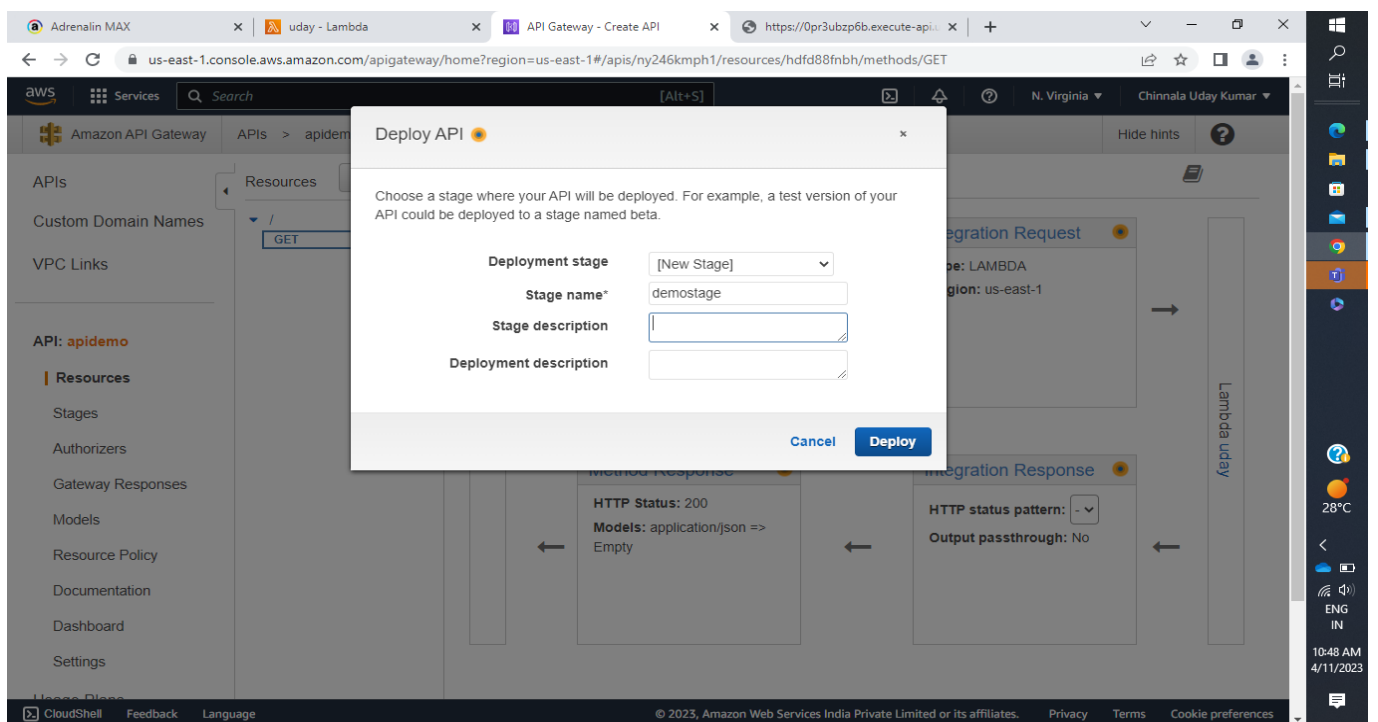 Adrenalin MAX
uday - Lambda
API Gateway - Create API
https://0pr3ubzp6b.execute-api.
us-east-1.console.aws.amazon.com/apigateway/home?region=us-east-1#/apis/ny246kmph1/resources/hdfd88fnbh/methods/GET
aws Services Search [Alt+S] N. Virginia Chinnala Uday Kumar
Amazon API Gateway APIs > apidem Hide hints
APIs
Custom Domain Names
VPC Links
API: apidemo
Resources
Stages
Authorizers
Gateway Responses
Models
Resource Policy
Documentation
Dashboard
Settings
Usage Plans
Resources
/
GET
Deploy API
Choose a stage where your API will be deployed. For example, a test version of your
API could be deployed to a stage named beta.
Deployment stage [New Stage]
Stage name* demostage
Stage description
Deployment description
Cancel Deploy
egration Request
pe: LAMBDA
gion: us-east-1
Lambda uday
Method Response
HTTP Status: 200
Models: application/json =>
Empty
Integration Response
HTTP status pattern: -
Output passthrough: No
CloudShell Feedback Language © 2023, Amazon Web Services India Private Limited or its affiliates. Privacy Terms Cookie preferences
28°C
ENG
IN
10:48 AM
4/11/2023